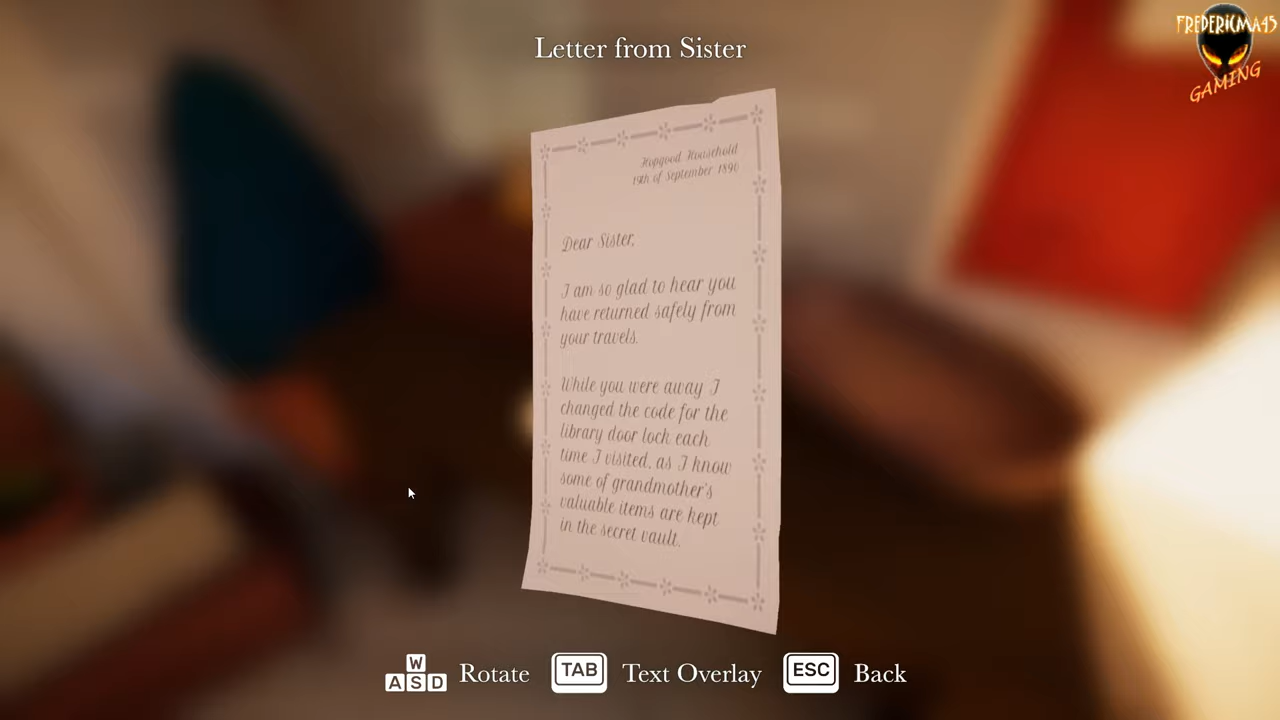 Letter from Sister
FREDERICMA45
GAMING
Hopgood Household
19th of September 1890
Dear Sister,
I am so glad to hear you
have returned safely from
your travels.
While you were away I
changed the code for the
library door lock each
time I visited, as I know
some of grandmother's
valuable items are kept
in the secret vault.
W
A S D
Rotate
TAB
Text Overlay
ESC
Back